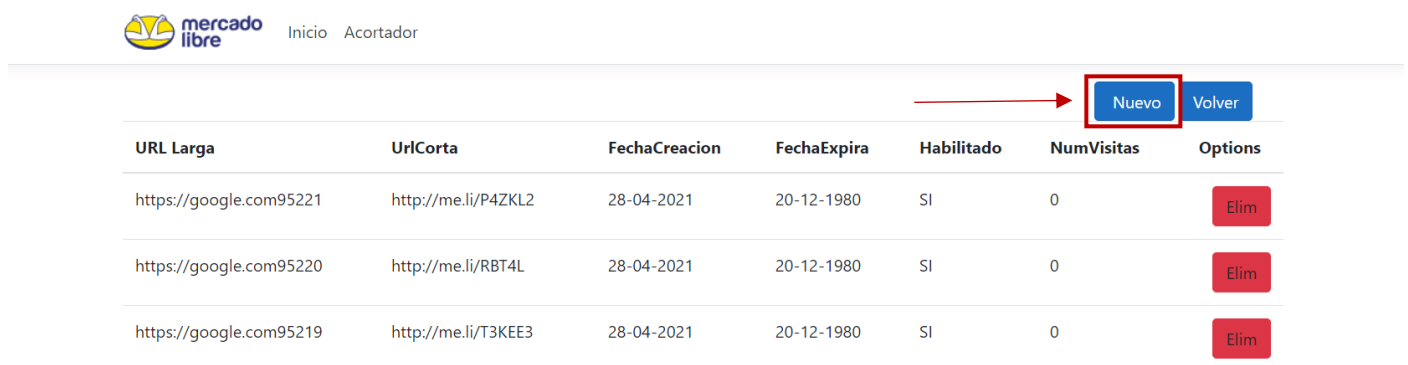 mercado
libre
Inicio Acortador
Nuevo Volver
URL Larga UrlCorta FechaCreacion FechaExpira Habilitado NumVisitas Options
https://google.com95221 http://me.li/P4ZKL2 28-04-2021 20-12-1980 SI 0 Elim
https://google.com95220 http://me.li/RBT4L 28-04-2021 20-12-1980 SI 0 Elim
https://google.com95219 http://me.li/T3KEE3 28-04-2021 20-12-1980 SI 0 Elim